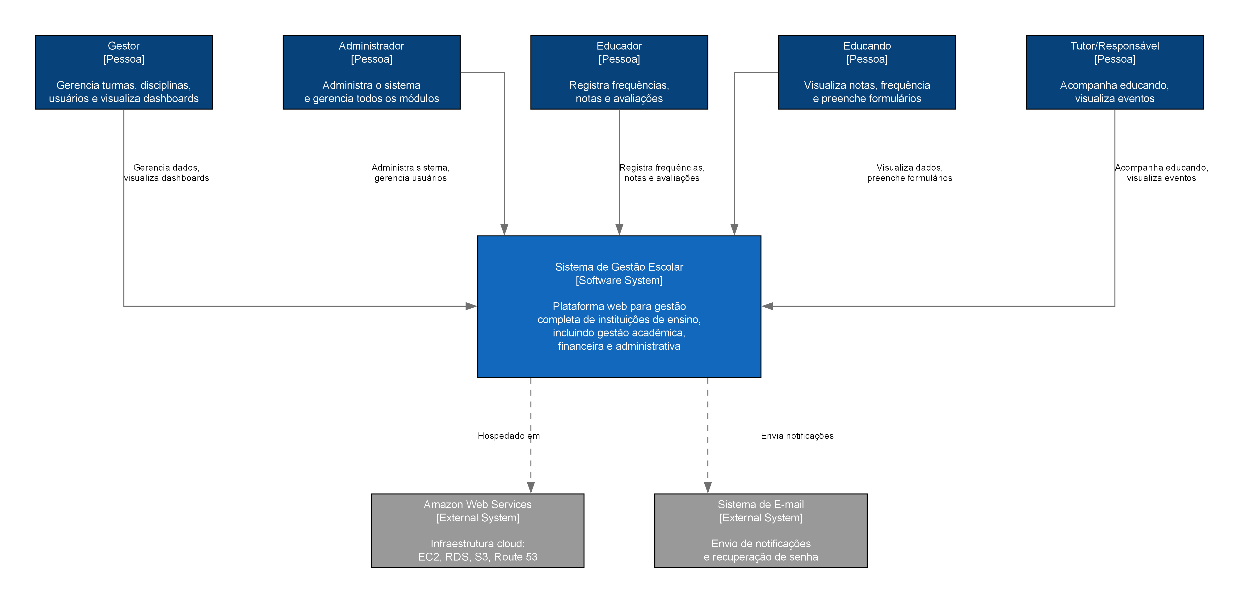 Gestor
[Pessoa]
Gerencia turmas, disciplinas,
usuários e visualiza dashboards
Administrador
[Pessoa]
Administra o sistema
e gerencia todos os módulos
Educador
[Pessoa]
Registra frequências,
notas e avaliações
Educando
[Pessoa]
Visualiza notas, frequência
e preenche formulários
Tutor/Responsável
[Pessoa]
Acompanha educando,
visualiza eventos
Gerencia dados,
visualiza dashboards
Administra sistema,
gerencia usuários
Registra frequências,
notas e avaliações
Visualiza dados,
preenche formulários
Acompanha educando,
visualiza eventos
Sistema de Gestão Escolar
[Software System]
Plataforma web para gestão
completa de instituições de ensino,
incluindo gestão acadêmica,
financeira e administrativa
Hospedado em
Envia notificações
Amazon Web Services
[External System]
Infraestrutura cloud:
EC2, RDS, S3, Route 53
Sistema de E-mail
[External System]
Envio de notificações
e recuperação de senha